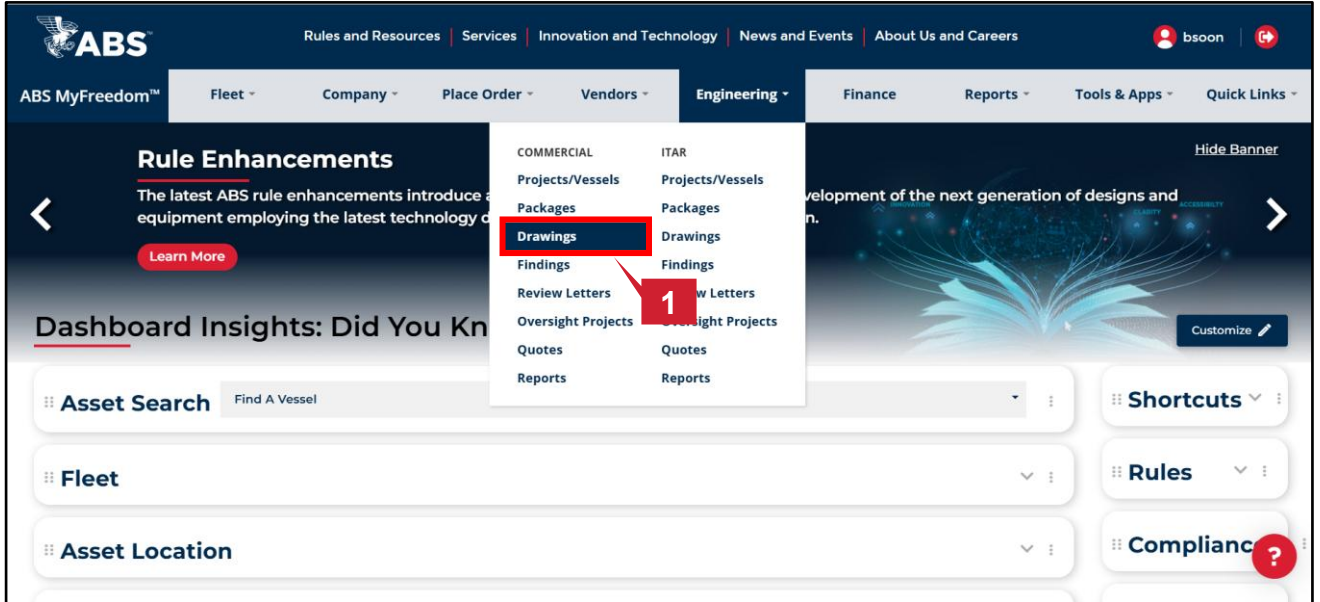 ABS
Rules and Resources | Services | Innovation and Technology | News and Events | About Us and Careers
bsoon
ABS MyFreedom™ Fleet Company Place Order Vendors Engineering Finance Reports Tools & Apps Quick Links
Hide Banner
Rule Enhancements
The latest ABS rule enhancements introduce velopment of the next generation of designs and
equipment employing the latest technology n.
Learn More
COMMERCIAL
Projects/Vessels
Packages
Drawings
Findings
Review Letters
Oversight Projects
Quotes
Reports
ITAR
Projects/Vessels
Packages
Drawings
Findings
w Letters
ersight Projects
Quotes
Reports
1
INNOVATION
CLARITY
ACCESSIBILTY
Dashboard Insights: Did You Kn
Customize
Asset Search Find A Vessel
Shortcuts
Fleet
Rules
Asset Location
Complianc
?